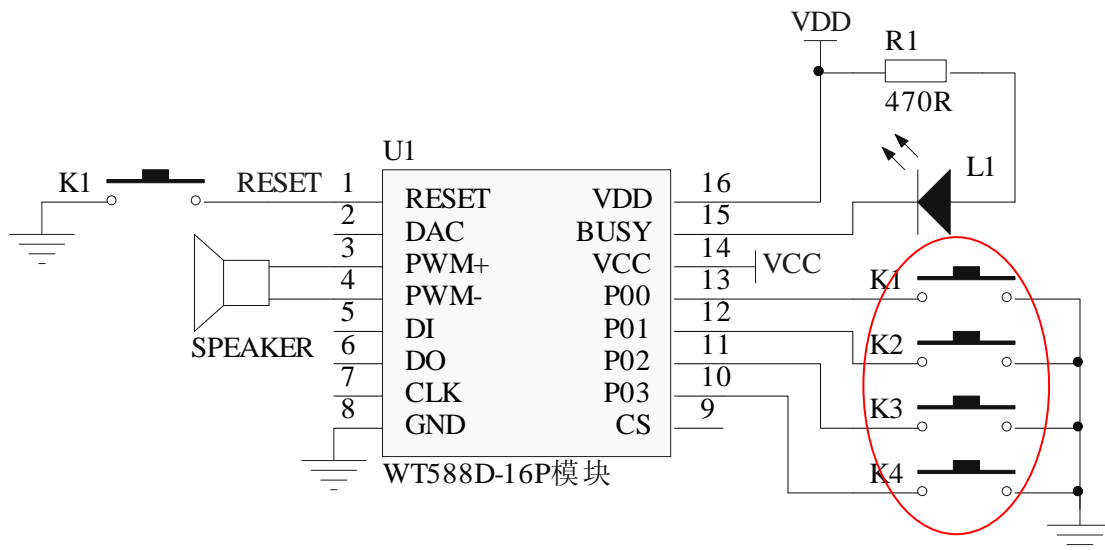 VDD
R1
470R
U1
K1
RESET
1
2
3
4
5
6
7
8
RESET
DAC
PWM+
PWM-
DI
DO
CLK
GND
VDD
BUSY
VCC
P00
P01
P02
P03
CS
16
15
14
13
12
11
10
9
SPEAKER
WT588D-16P模块
L1
VCC
K1
K2
K3
K4